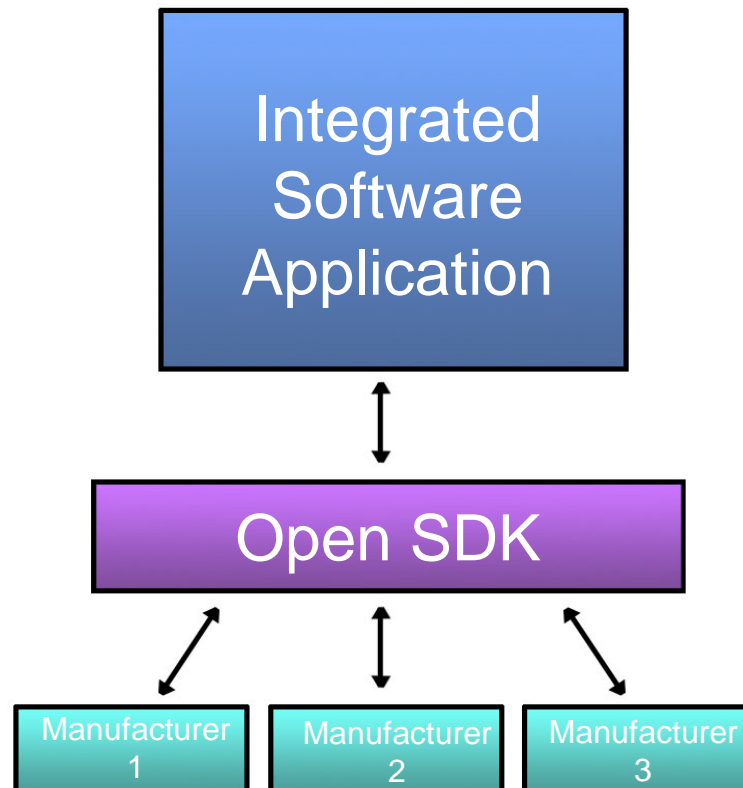 Integrated
Software
Application
Open SDK
Manufacturer
1
Manufacturer
2
Manufacturer
3